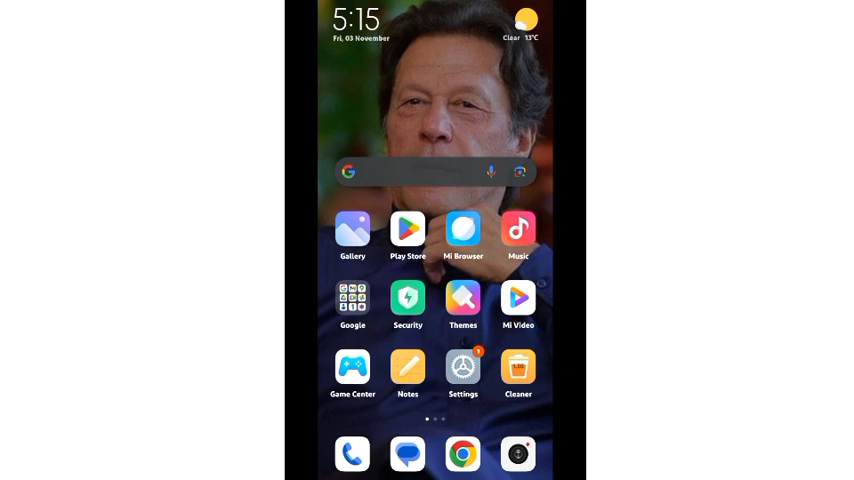 5:15
Fri, 03 November
Clear 13°C
Gallery
Play Store
Mi Browser
Music
Google
Security
Themes
Mi Video
1
Game Center
Notes
Settings
Cleaner